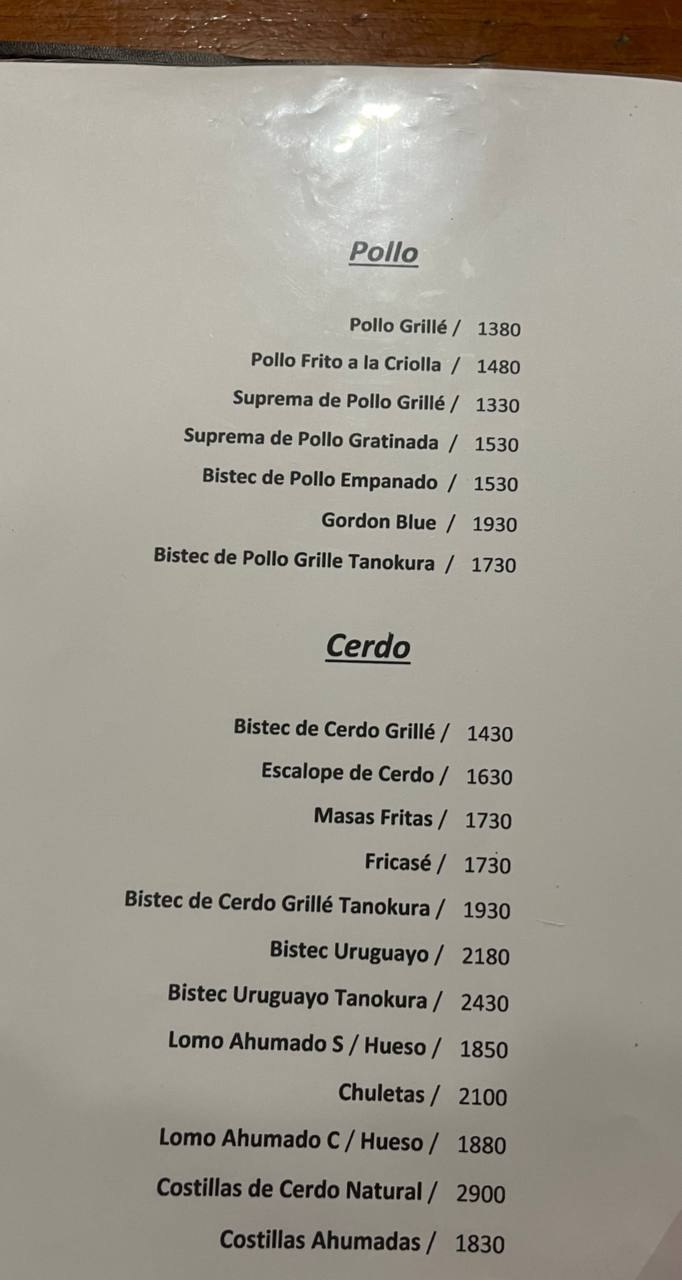 Pollo
Pollo Grillé / 1380
Pollo Frito a la Criolla / 1480
Suprema de Pollo Grillé / 1330
Suprema de Pollo Gratinada / 1530
Bistec de Pollo Empanado / 1530
Gordon Blue / 1930
Bistec de Pollo Grille Tanokura / 1730
Cerdo
Bistec de Cerdo Grillé / 1430
Escalope de Cerdo / 1630
Masas Fritas / 1730
Fricasé / 1730
Bistec de Cerdo Grillé Tanokura / 1930
Bistec Uruguayo / 2180
Bistec Uruguayo Tanokura / 2430
Lomo Ahumado S / Hueso / 1850
Chuletas / 2100
Lomo Ahumado C / Hueso / 1880
Costillas de Cerdo Natural / 2900
Costillas Ahumadas / 1830